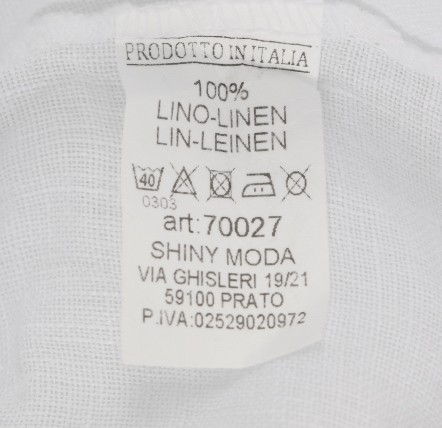 PRODOTTO IN ITALIA
100%
LINO-LINEN
LIN-LEINEN
40
0303
art:70027
SHINY MODA
VIA GHISLERI 19/21
59100 PRATO
P.IVA:02529020972